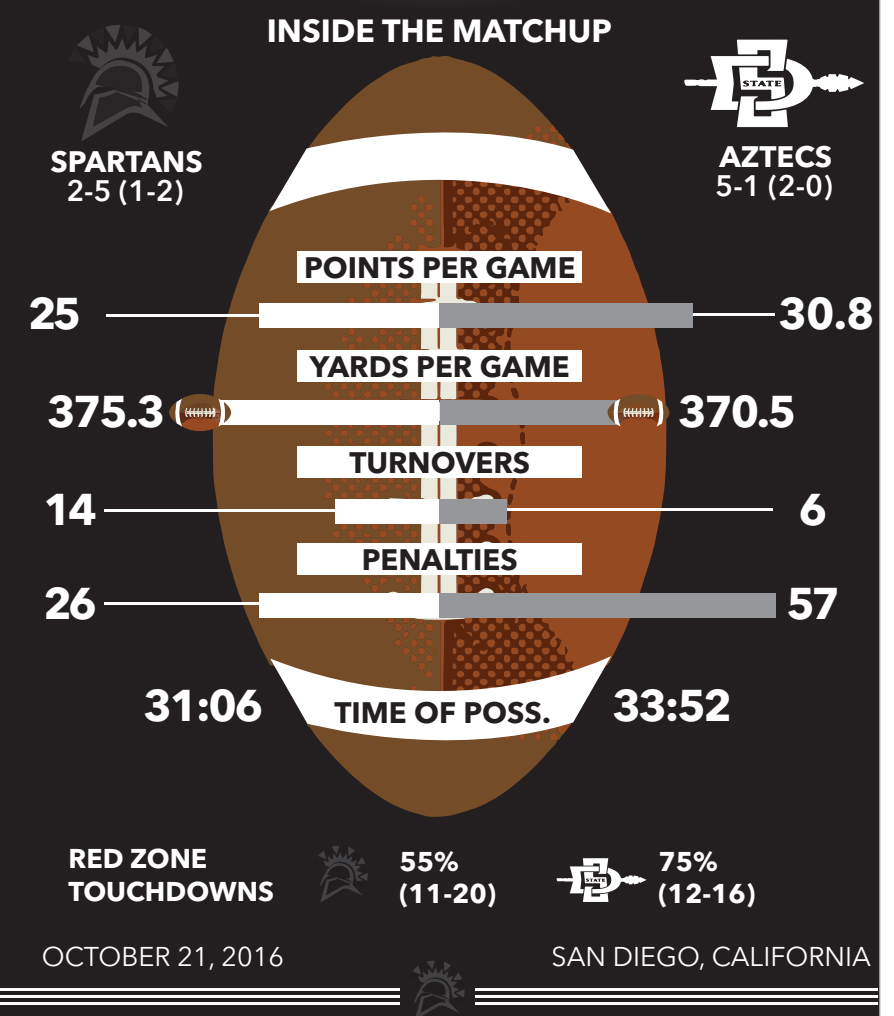 INSIDE THE MATCHUP
STATE
SPARTANS
2-5 (1-2)
AZTECS
5-1 (2-0)
POINTS PER GAME
25
30.8
YARDS PER GAME
375.3
370.5
TURNOVERS
14
6
PENALTIES
26
57
31:06
TIME OF POSS.
33:52
RED ZONE
TOUCHDOWNS
55%
(11-20)
STATE
75%
(12-16)
OCTOBER 21, 2016
SAN DIEGO, CALIFORNIA